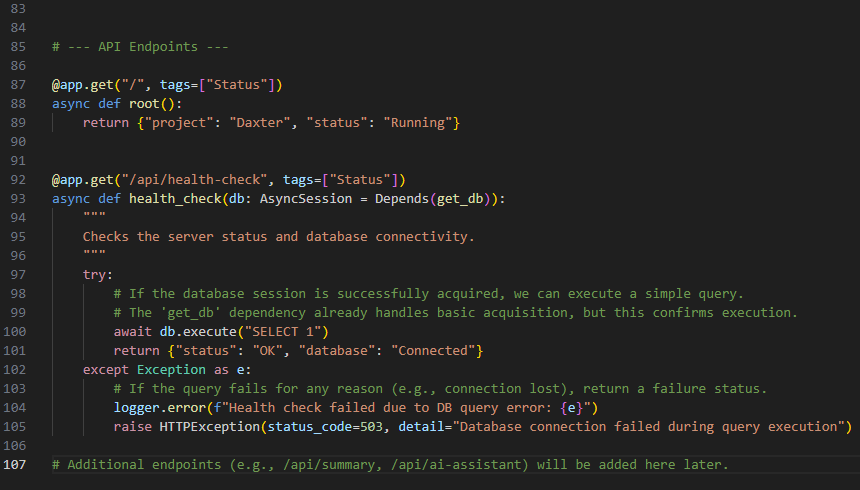 83
84
85 # --- API Endpoints ---
86
87 @app.get("/", tags=["Status"])
88 async def root():
89     return {"project": "Daxter", "status": "Running"}
90
91
92 @app.get("/api/health-check", tags=["Status"])
93 async def health_check(db: AsyncSession = Depends(get_db)):
94     """
95     Checks the server status and database connectivity.
96     """
97     try:
98         # If the database session is successfully acquired, we can execute a simple query.
99         # The 'get_db' dependency already handles basic acquisition, but this confirms execution.
100         await db.execute("SELECT 1")
101         return {"status": "OK", "database": "Connected"}
102     except Exception as e:
103         # If the query fails for any reason (e.g., connection lost), return a failure status.
104         logger.error(f"Health check failed due to DB query error: {e}")
105         raise HTTPException(status_code=503, detail="Database connection failed during query execution")
106
107 # Additional endpoints (e.g., /api/summary, /api/ai-assistant) will be added here later.